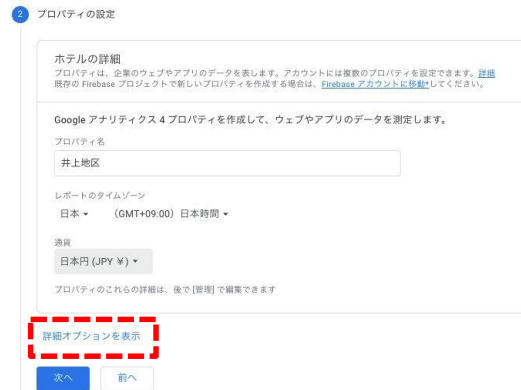 2 プロパティの設定
ホテルの詳細
プロパティは、企業のウェブやアプリのデータを表します。アカウントには複数のプロパティを設定できます。詳細
既存の Firebase プロジェクトで新しいプロパティを作成する場合は、Firebase アカウントに移動*してください。
Google アナリティクス 4 プロパティを作成して、ウェブやアプリのデータを測定します。
プロパティ名
井上地区
レポートのタイムゾーン
日本 (GMT+09:00) 日本時間
通貨
日本円 (JPY ¥)
プロパティのこれらの詳細は、後で [管理] で編集できます
詳細オプションを表示
次へ 前へ